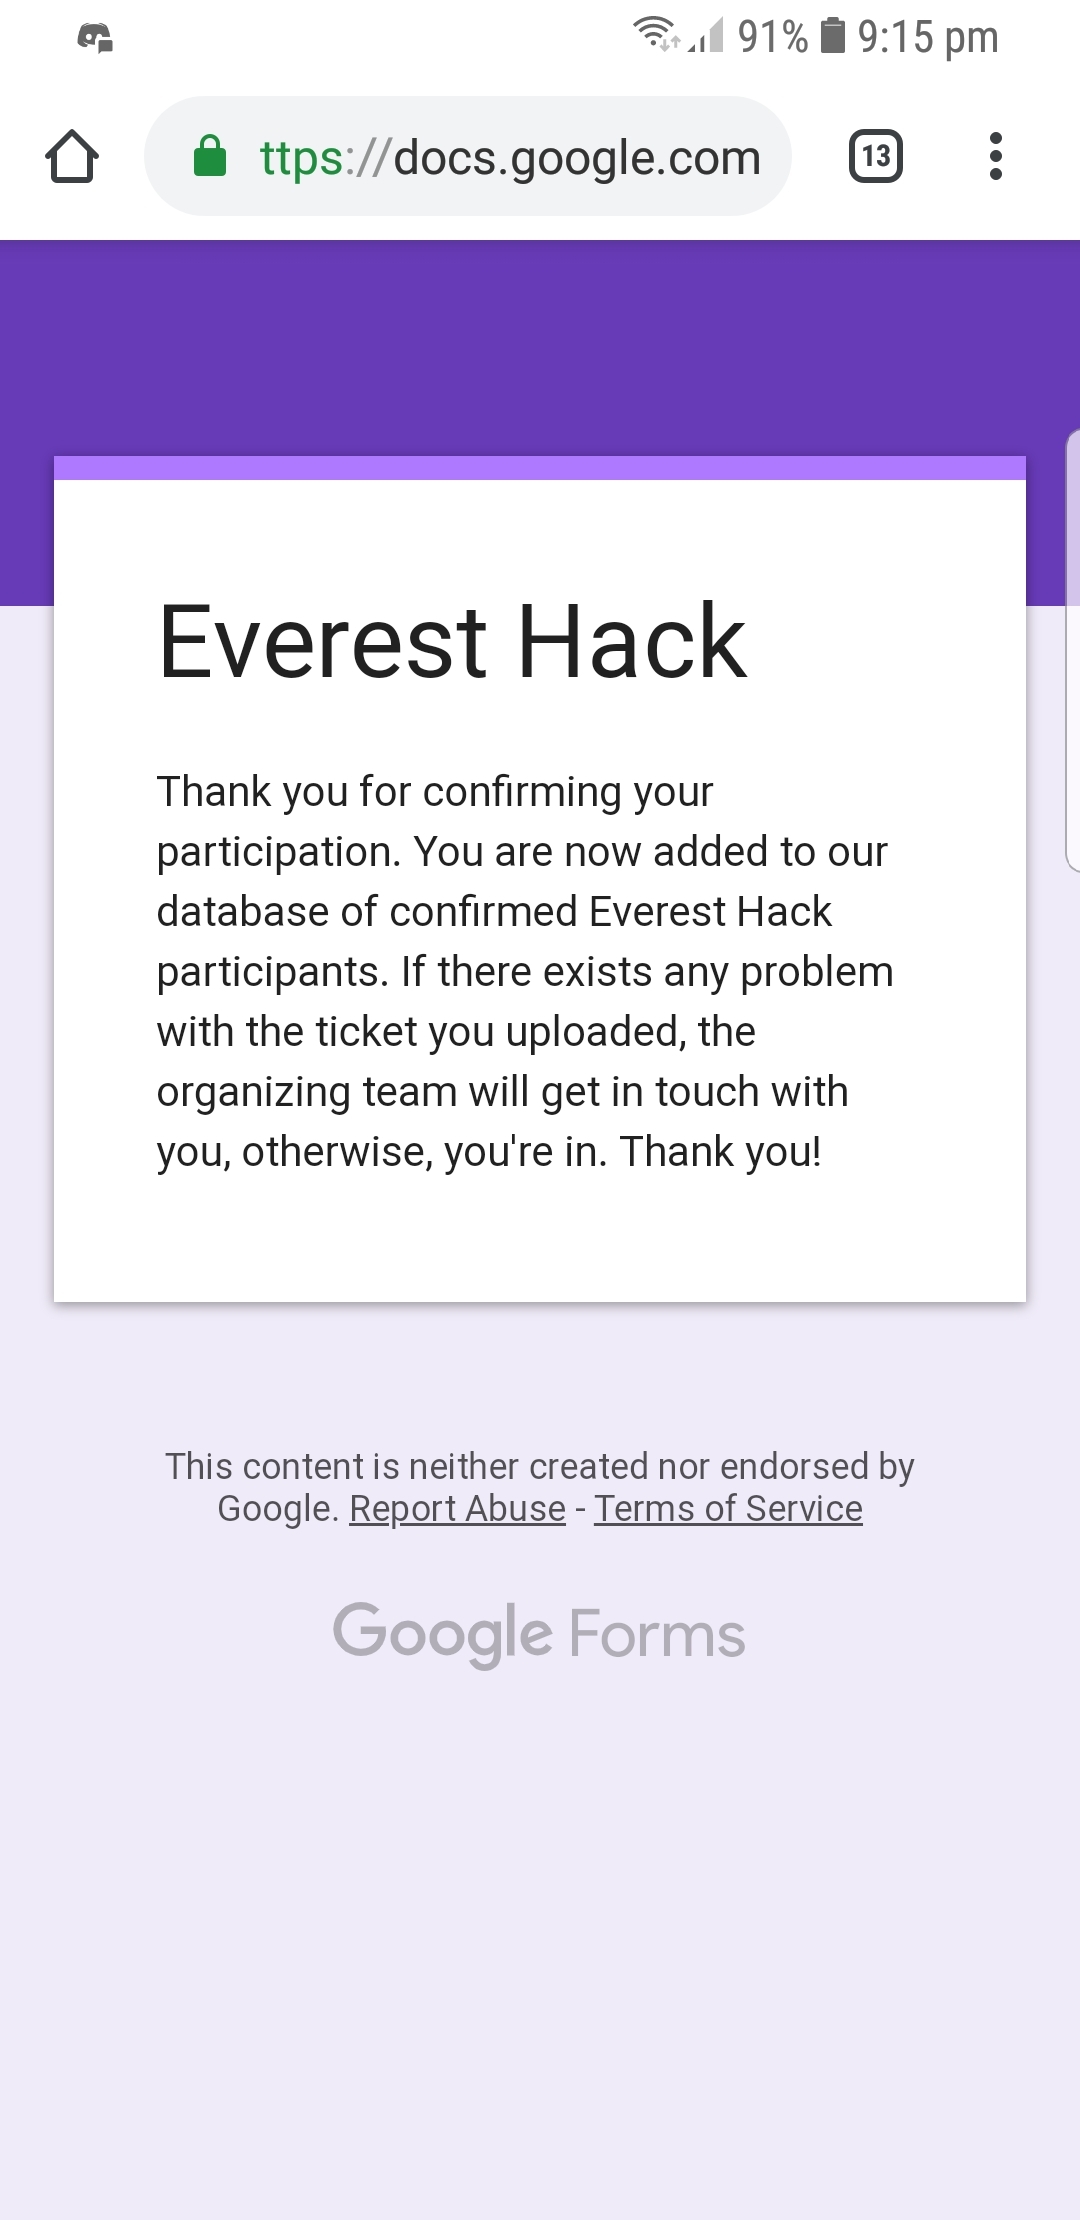 91% 9:15 pm
ttps://docs.google.com 13
Everest Hack
Thank you for confirming your
participation. You are now added to our
database of confirmed Everest Hack
participants. If there exists any problem
with the ticket you uploaded, the
organizing team will get in touch with
you, otherwise, you're in. Thank you!
This content is neither created nor endorsed by
Google. Report Abuse - Terms of Service
Google Forms